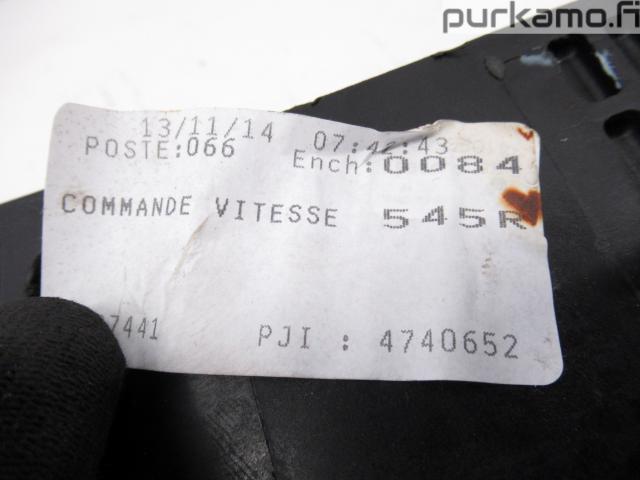 purkamo.fi
13/11/14 07:42:43
POSTE:066 Ench:0084
COMMANDE VITESSE 545R
7441 PJI : 4740652